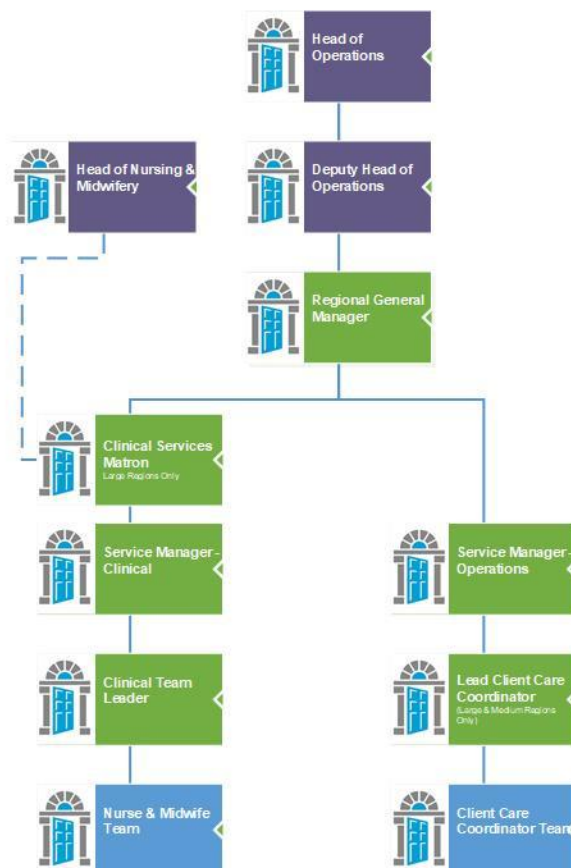 Head of
Operations
Head of Nursing &
Midwifery
Deputy Head of
Operations
Regional General
Manager
Clinical Services
Matron
Large Regions Only
Service Manager -
Clinical
Service Manager -
Operations
Clinical Team
Leader
Lead Client Care
Coordinator
(Large & Medium Regions
Only)
Nurse & Midwife
Team
Client Care
Coordinator Team